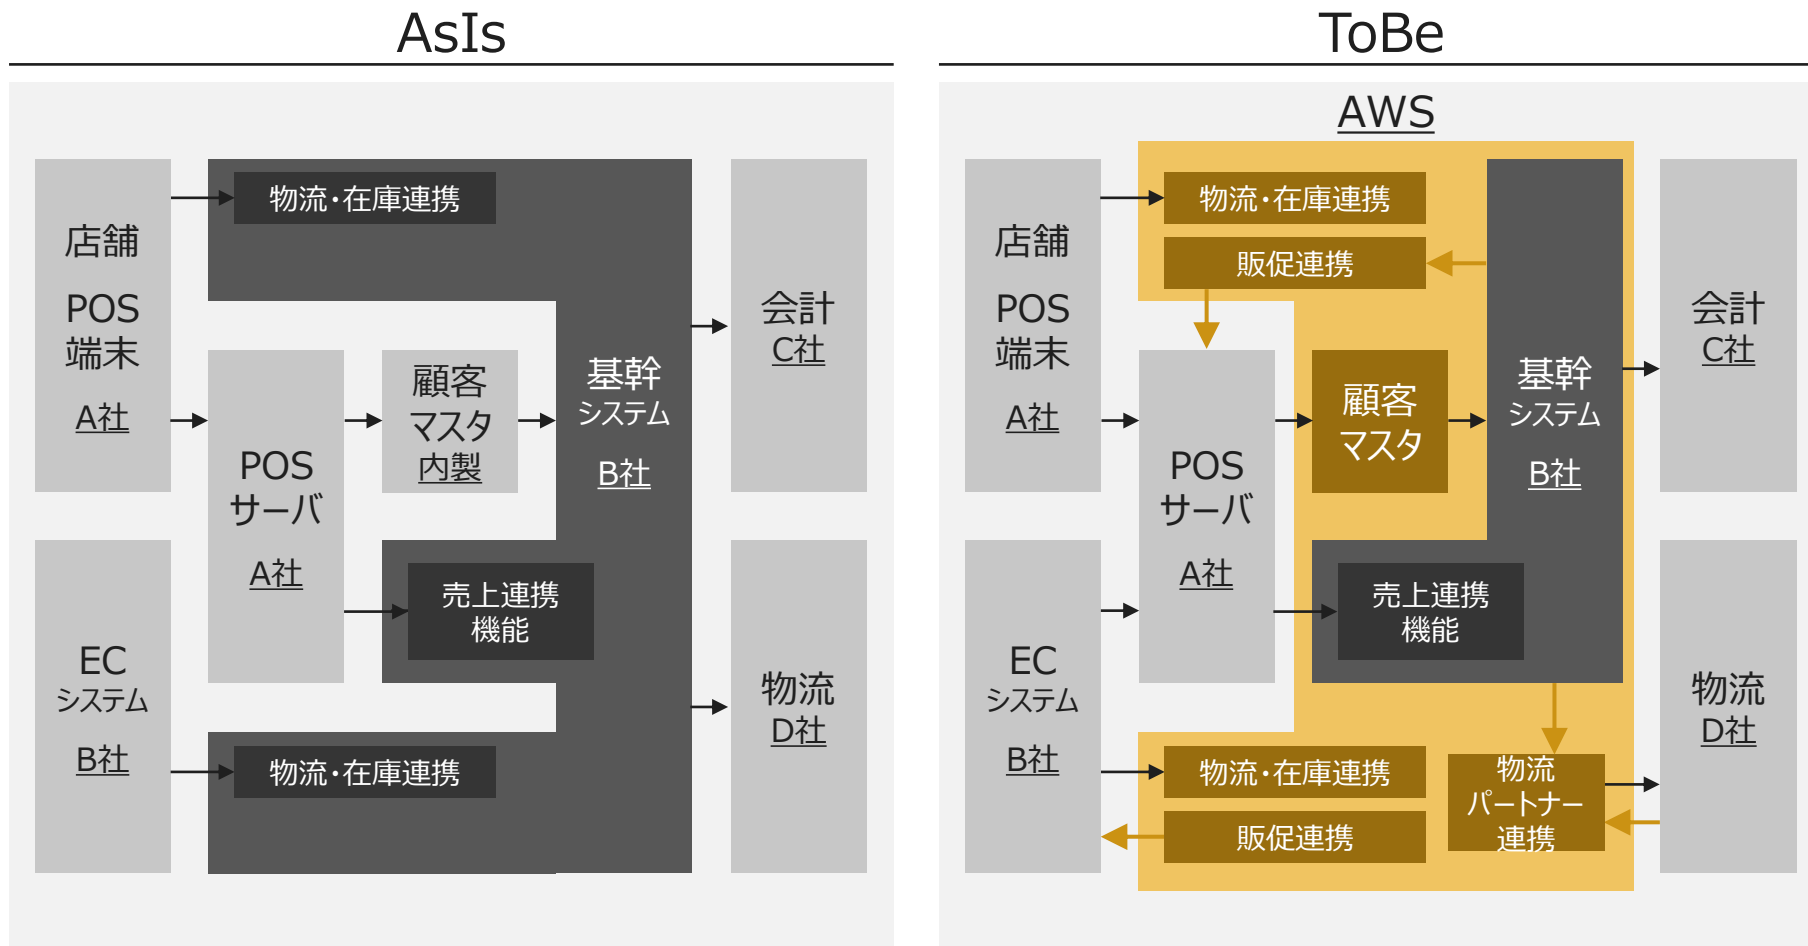 AsIs
物流・在庫連携
店舗
POS
端末
A社
POS
サーバ
A社
顧客
マスタ
内製
基幹
システム
B社
会計
C社
売上連携
機能
EC
システム
B社
物流・在庫連携
物流
D社
ToBe
AWS
物流・在庫連携
販促連携
店舗
POS
端末
A社
POS
サーバ
A社
顧客
マスタ
基幹
システム
B社
会計
C社
売上連携
機能
EC
システム
B社
物流・在庫連携
販促連携
物流
パートナー
連携
物流
D社